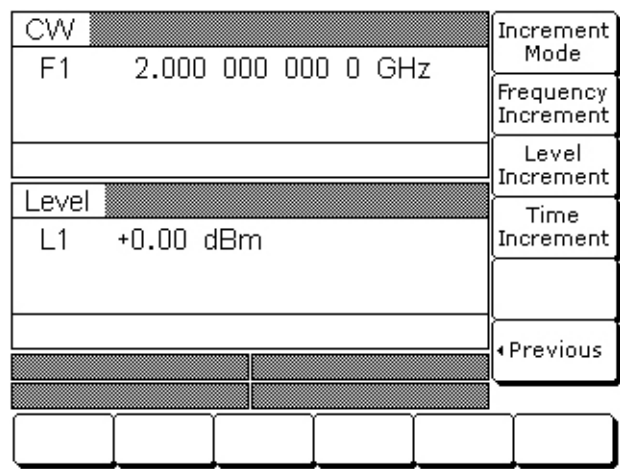 CW
F1 2.000 000 000 0 GHz
Level
L1 +0.00 dBm
Increment
Mode
Frequency
Increment
Level
Increment
Time
Increment
Previous